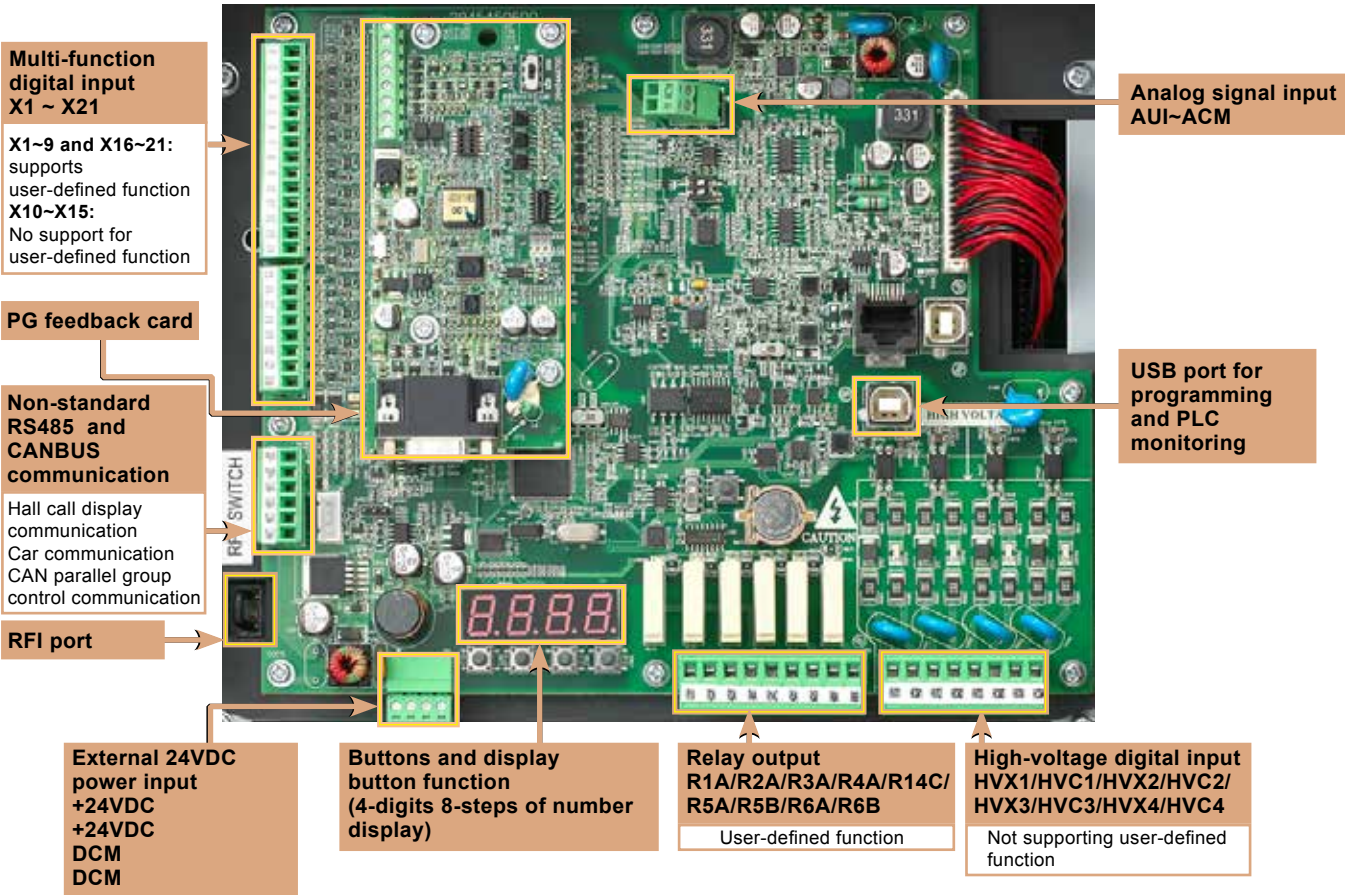 Multi-function
digital input
X1 ~ X21
X1~9 and X16~21:
supports
user-defined function
X10~X15:
No support for
user-defined function
PG feedback card
Non-standard
RS485 and
CANBUS
communication
Hall call display
communication
Car communication
CAN parallel group
control communication
RFI port
External 24VDC
power input
+24VDC
+24VDC
DCM
DCM
Buttons and display
button function
(4-digits 8-steps of number
display)
Relay output
R1A/R2A/R3A/R4A/R14C/
R5A/R5B/R6A/R6B
User-defined function
High-voltage digital input
HVX1/HVC1/HVX2/HVC2/
HVX3/HVC3/HVX4/HVC4
Not supporting user-defined
function
Analog signal input
AUI~ACM
USB port for
programming
and PLC
monitoring
331
331
HIGH VOLTA
CAUTION
SWITCH
8.8.8.8.